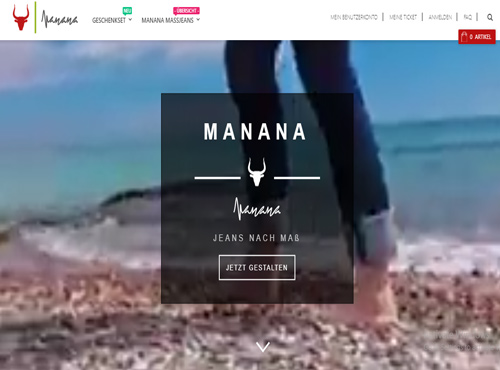 Manana
GESCHENKSET
NEU
MANANA MASSJEANS
- ÜBERSICHT -
MEIN BENUTZERKONTO
MEINE TICKET
ANMELDEN
FAQ
0 ARTIKEL
MANANA
Manana
JEANS NACH MAß
JETZT GESTALTEN